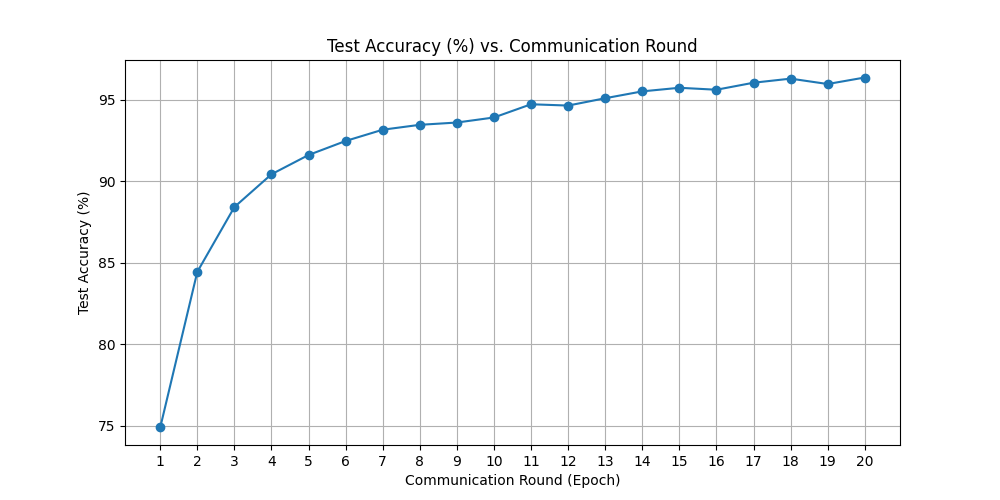 Test Accuracy (%) vs. Communication Round
Test Accuracy (%)
95
90
85
80
75
1 2 3 4 5 6 7 8 9 10 11 12 13 14 15 16 17 18 19 20
Communication Round (Epoch)